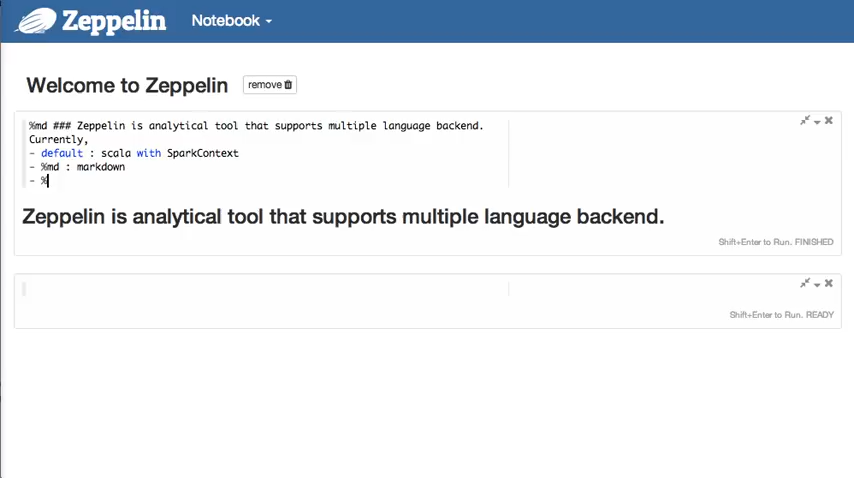 Zeppelin Notebook
Welcome to Zeppelin remove
%md ### Zeppelin is analytical tool that supports multiple language backend.
Currently,
- default : scala with SparkContext
- %md : markdown
- %
Zeppelin is analytical tool that supports multiple language backend.
Shift+Enter to Run. FINISHED
Shift+Enter to Run. READY